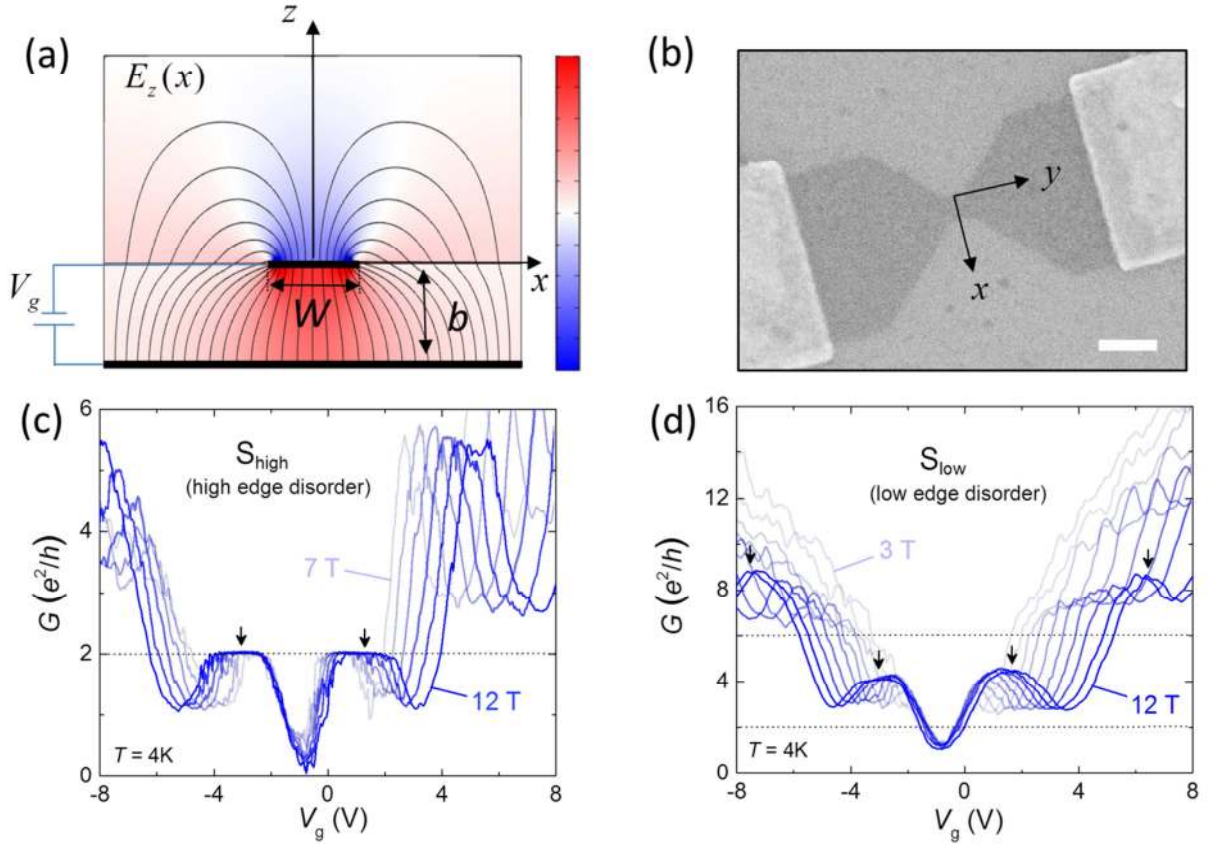 (a)
z
E_z(x)
V_g
W
b
x
(b)
y
x
(c)
6
4
2
0
G (e²/h)
S_high
(high edge disorder)
7 T
12 T
T = 4K
-8 -4 0 4 8
V_g (V)
(d)
16
12
8
4
0
G (e²/h)
S_low
(low edge disorder)
3 T
12 T
T = 4K
-8 -4 0 4 8
V_g (V)